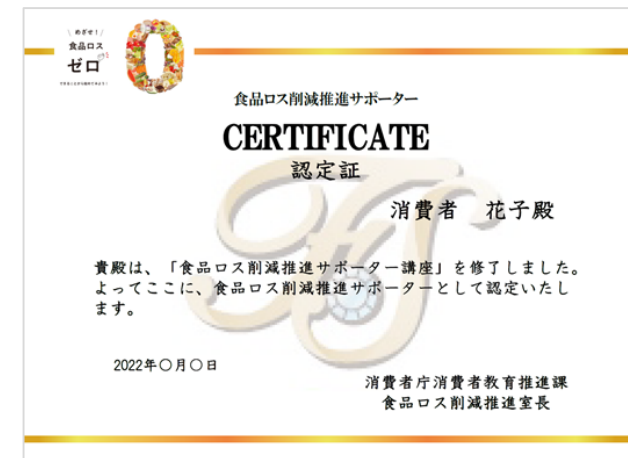 めざせ！
食品ロス
ゼロ
食品ロス削減推進サポーター
CERTIFICATE
認定証
消費者　花子殿
貴殿は、「食品ロス削減推進サポーター講座」を修了しました。
よってここに、食品ロス削減推進サポーターとして認定いたし
ます。
2022年〇月〇日
消費者庁消費者教育推進課
食品ロス削減推進室長